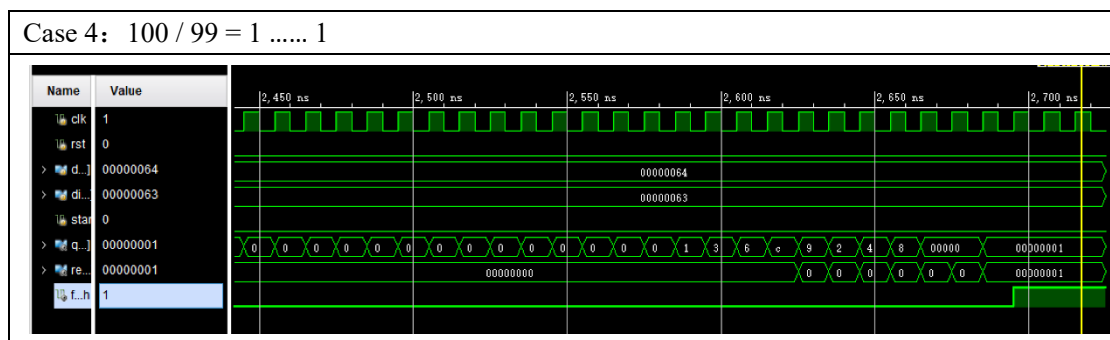 Case 4：100 / 99 = 1 …… 1
Name Value
2,450 ns 2,500 ns 2,550 ns 2,600 ns 2,650 ns 2,700 ns
clk 1
rst 0
> d...] 00000064 00000064
> di... 00000063 00000063
star 0
> q...] 00000001 0 0 0 0 0 0 0 0 0 0 0 0 0 0 1 3 6 c 9 2 4 8 00000 00000001
> re... 00000001 00000000 0 0 0 0 0 0 00000001
f...h 1